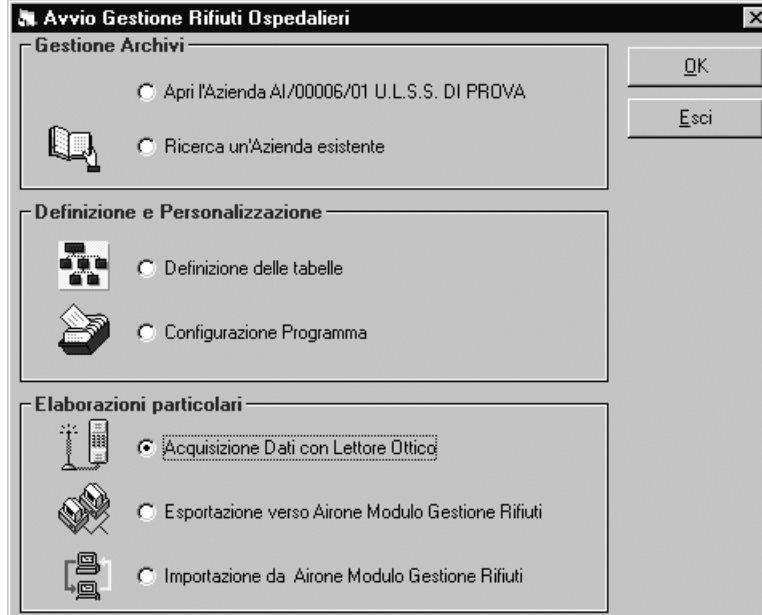 Avvio Gestione Rifiuti Ospedalieri
Gestione Archivi
Apri l'Azienda AI/00006/01 U.L.S.S. DI PROVA
Ricerca un'Azienda esistente
OK
Esci
Definizione e Personalizzazione
Definizione delle tabelle
Configurazione Programma
Elaborazioni particolari
Acquisizione Dati con Lettore Ottico
Esportazione verso Airone Modulo Gestione Rifiuti
Importazione da Airone Modulo Gestione Rifiuti